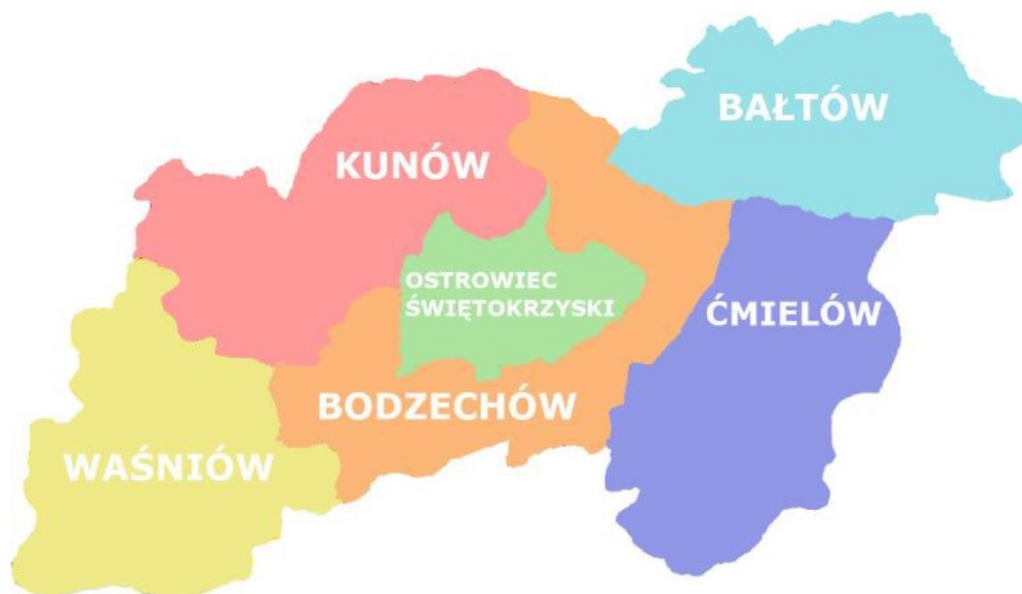 BAŁTÓW
KUNÓW
OSTROWIEC
ŚWIĘTOKRZYSKI
ĆMIELÓW
BODZECHÓW
WAŚNIÓW